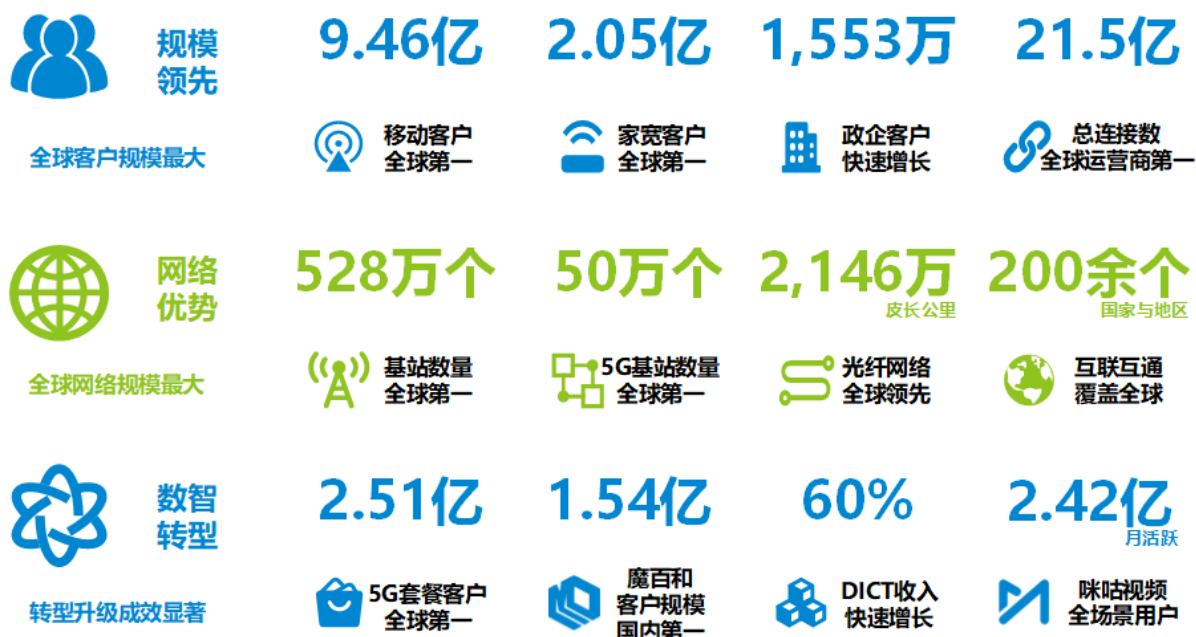 规模
领先
全球客户规模最大
9.46亿
移动客户
全球第一
2.05亿
家宽客户
全球第一
1,553万
政企客户
快速增长
21.5亿
总连接数
全球运营商第一
网络
优势
全球网络规模最大
528万个
基站数量
全球第一
50万个
5G基站数量
全球第一
2,146万
皮长公里
光纤网络
全球领先
200余个
国家与地区
互联互通
覆盖全球
数智
转型
转型升级成效显著
2.51亿
5G套餐客户
全球第一
1.54亿
魔百和
客户规模
国内第一
60%
DICT收入
快速增长
2.42亿
月活跃
咪咕视频
全场景用户